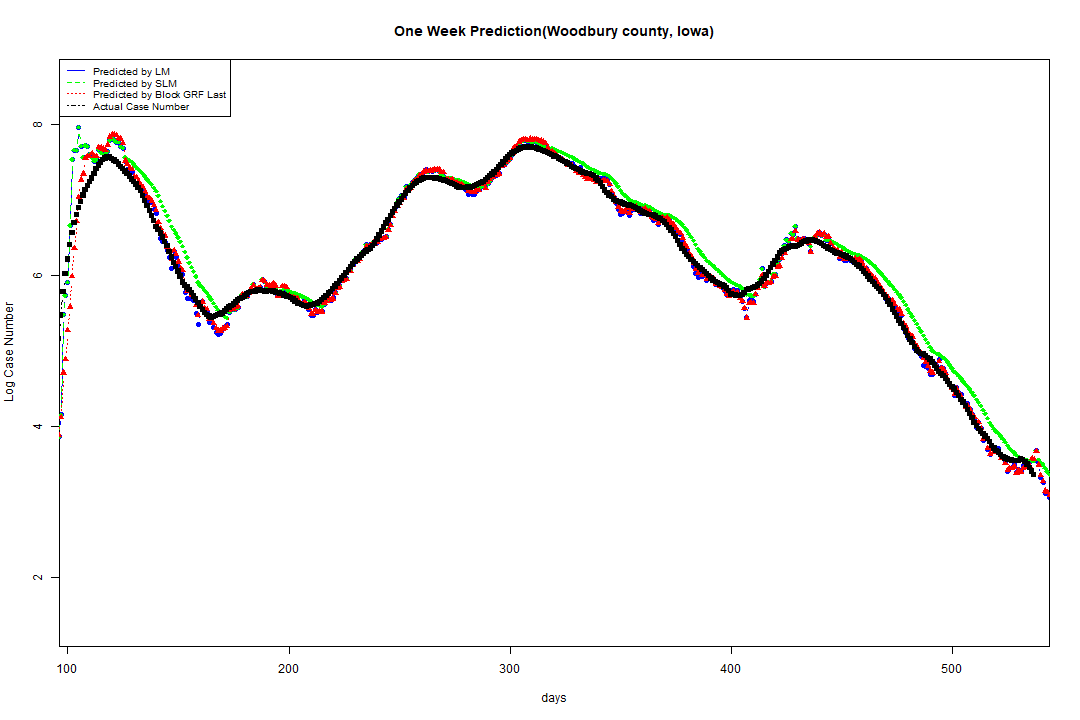 One Week Prediction(Woodbury county, Iowa)
Predicted by LM
Predicted by SLM
Predicted by Block GRF Last
Actual Case Number
8
6
4
2
Log Case Number
100 200 300 400 500
days